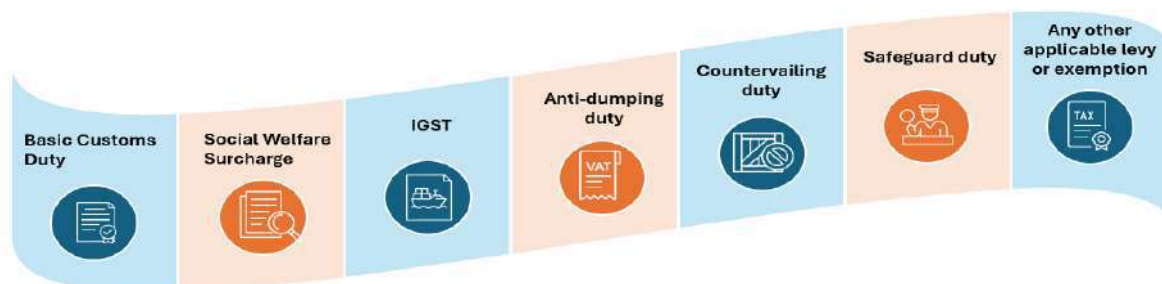 Basic Customs
Duty
Social Welfare
Surcharge
IGST
Anti-dumping
duty
VAT
Countervailing
duty
Safeguard duty
Any other
applicable levy
or exemption
TAX